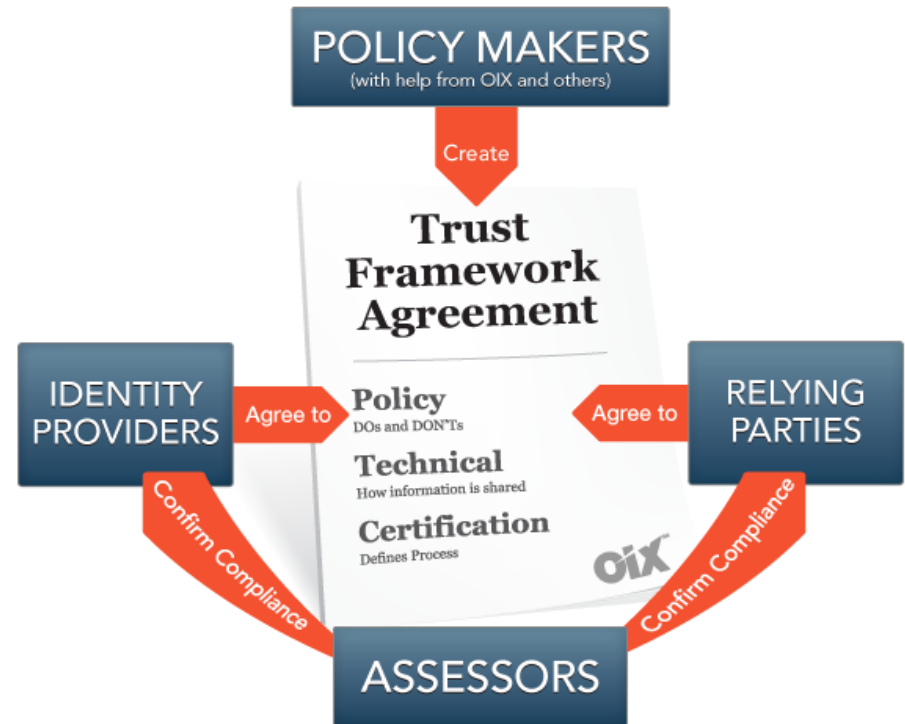 POLICY MAKERS
(with help from OIX and others)
Create
Trust
Framework
Agreement
IDENTITY
PROVIDERS
Agree to
Policy
DOs and DON'Ts
Technical
How information is shared
Certification
Defines Process
Agree to
RELYING
PARTIES
Confirm Compliance
oix™
Confirm Compliance
ASSESSORS